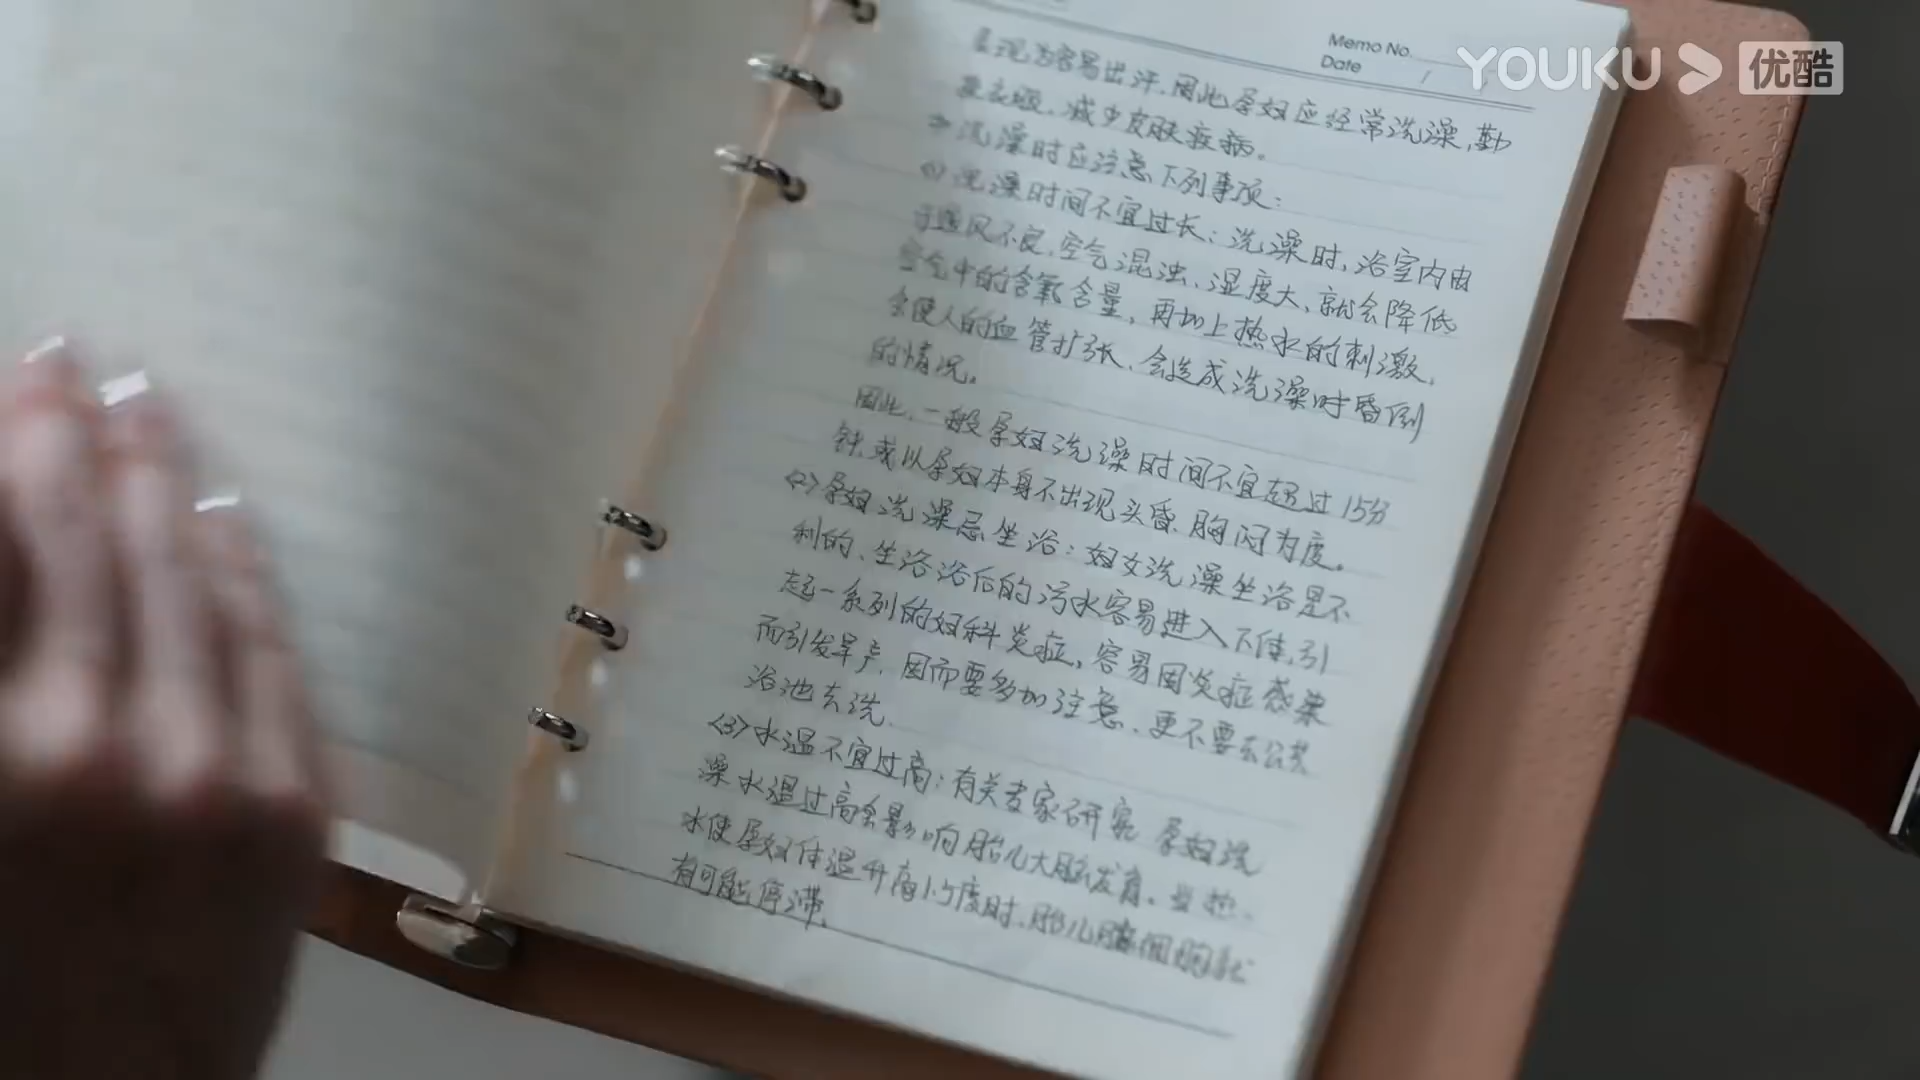 Memo No.
Date /
YOUKU 优酷
表现为容易出汗,因此孕妇应经常洗澡,勤
换衣服,减少皮肤疾病。
洗澡时应注意下列事项:
<1>洗澡时间不宜过长:洗澡时,浴室内由
于通风不良,空气混浊、湿度大,就会降低
空气中的含氧含量,再加上热水的刺激,
会使人的血管扩张、会造成洗澡时昏倒
的情况。
因此,一般孕妇洗澡时间不宜超过15分
钟,或以孕妇本身不出现头昏、胸闷为度。
<2>孕妇洗澡忌坐浴:妇女洗澡坐浴是不
利的、坐浴浴后的污水容易进入下体,引
起一系列的妇科炎症,容易因炎症感染
而引发早产,因而要多加注意、更不要去公共
浴池去洗.
<3>水温不宜过高:有关专家研究 孕妇洗
澡水温过高会影响胎儿大脑发育、当热
水使孕妇体温升高1.5度时、胎儿脑细胞就
有可能停滞.